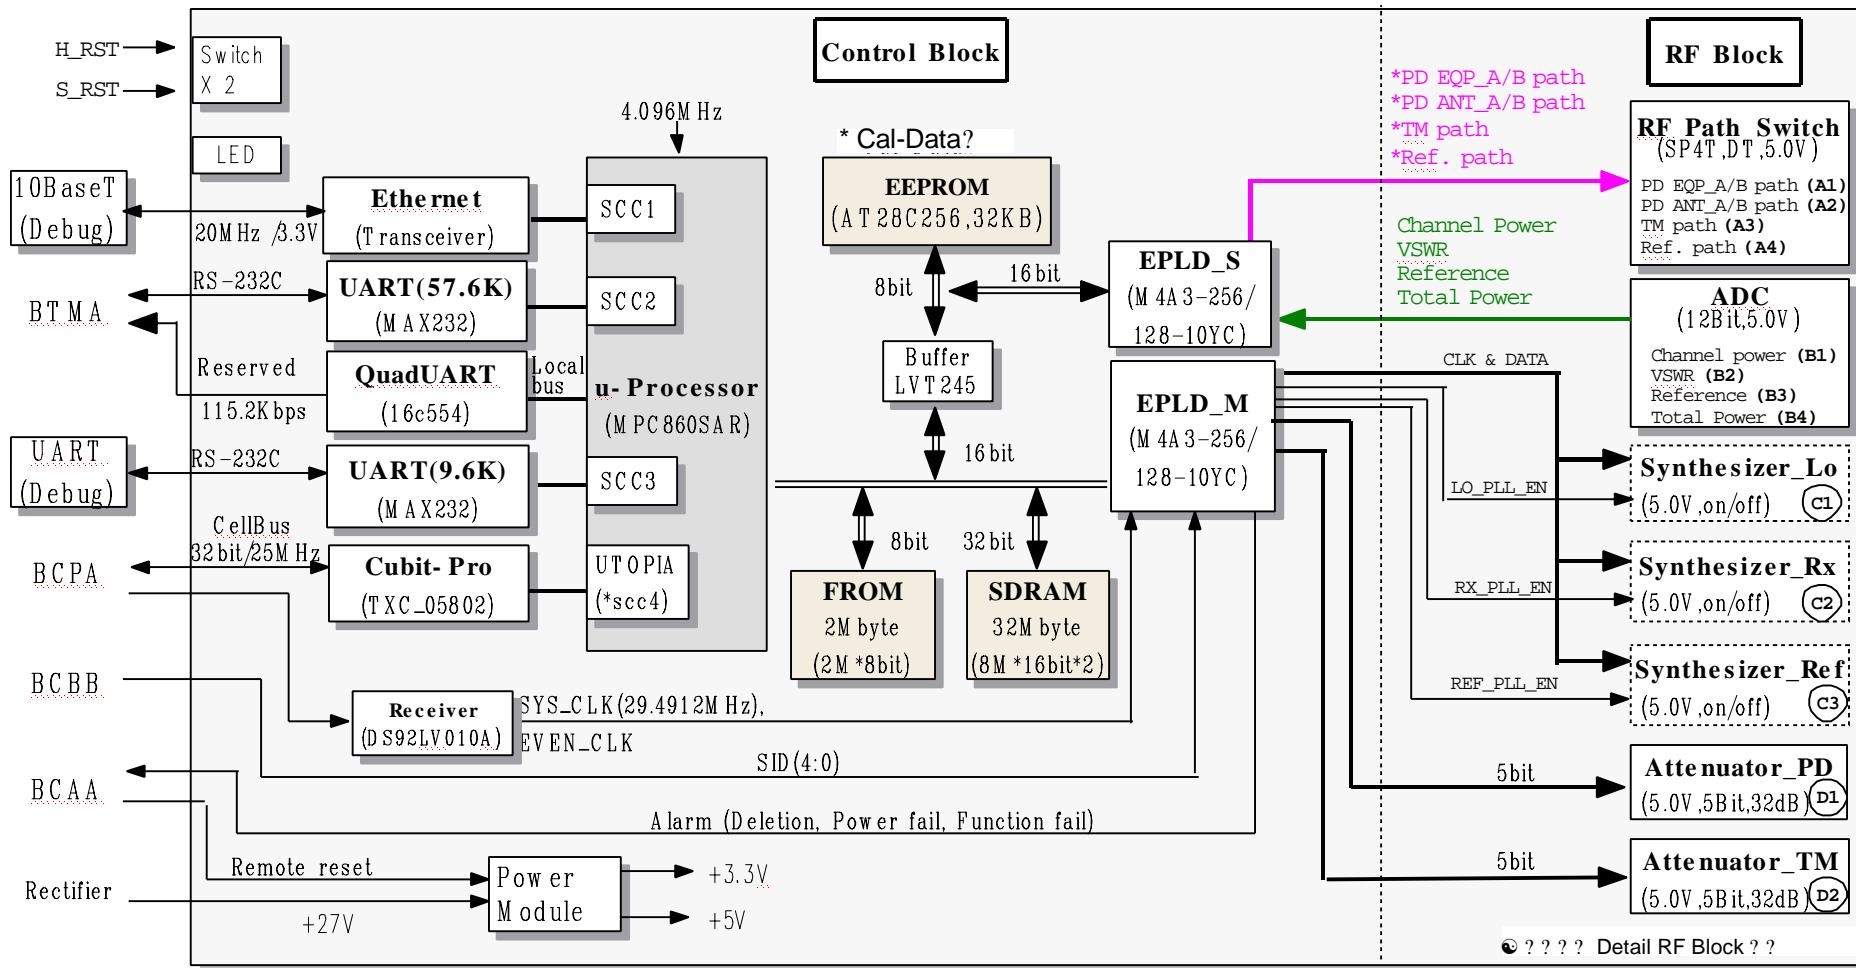 Control Block
RF Block
H_RST
S_RST
Switch
X 2
LED
4.096MHz
* Cal-Data?
EEPROM
(AT28C256,32KB)
*PD EQP_A/B path
*PD ANT_A/B path
*TM path
*Ref. path
RF Path Switch
(SP4T,DT,5.0V)
PD EQP_A/B path (A1)
PD ANT_A/B path (A2)
TM path (A3)
Ref. path (A4)
10BaseT
(Debug)
20MHz /3.3V
Ethernet
(Transceiver)
SCC1
Channel Power
VSWR
Reference
Total Power
8bit
16bit
EPLD_S
(M4A3-256/
128-10YC)
ADC
(12Bit,5.0V)
Channel power (B1)
VSWR (B2)
Reference (B3)
Total Power (B4)
BTMA
RS-232C
UART(57.6K)
(MAX232)
SCC2
Reserved
115.2Kbps
QuadUART
(16c554)
Local
bus
u-Processor
(MPC860SAR)
Buffer
LVT245
16bit
EPLD_M
(M4A3-256/
128-10YC)
CLK & DATA
UART
(Debug)
RS-232C
UART(9.6K)
(MAX232)
SCC3
LO_PLL_EN
Synthesizer_Lo
(5.0V,on/off)
C1
CellBus
32bit/25MHz
BCPA
Cubit-Pro
(TXC_05802)
UTOPIA
(*scc4)
8bit
32bit
FROM
2Mbyte
(2M*8bit)
SDRAM
32Mbyte
(8M*16bit*2)
RX_PLL_EN
Synthesizer_Rx
(5.0V,on/off)
C2
BCBB
Receiver
(DS92LV010A)
SYS_CLK(29.4912MHz),
EVEN_CLK
SID(4:0)
REF_PLL_EN
Synthesizer_Ref
(5.0V,on/off)
C3
BCAA
Alarm (Deletion, Power fail, Function fail)
5bit
Attenuator_PD
(5.0V,5Bit,32dB)
D1
Remote reset
Rectifier
+27V
Power
Module
+3.3V
+5V
5bit
Attenuator_TM
(5.0V,5Bit,32dB)
D2
☯ ? ? ? ? Detail RF Block ? ?